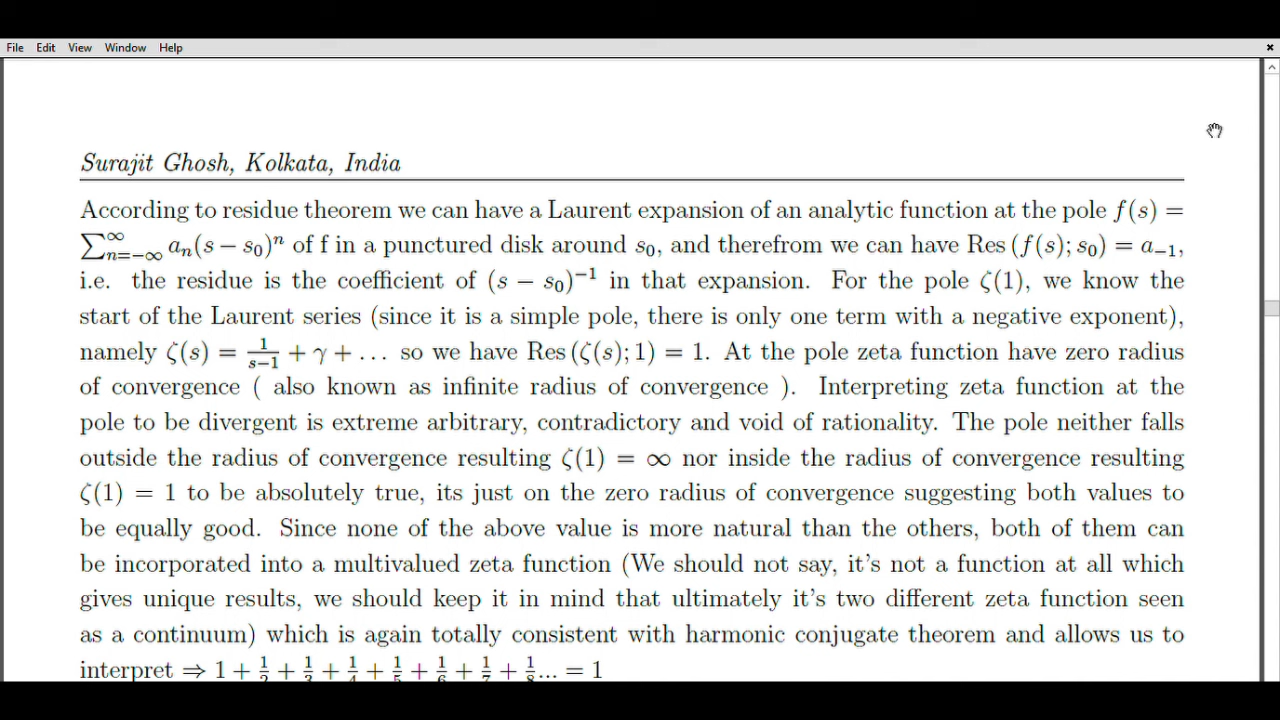 File Edit View Window Help
Surajit Ghosh, Kolkata, India
According to residue theorem we can have a Laurent expansion of an analytic function at the pole f(s) =
∑_{n=−∞}^{∞} a_n(s − s_0)^n of f in a punctured disk around s_0, and therefrom we can have Res (f(s); s_0) = a_{−1},
i.e. the residue is the coefficient of (s − s_0)^{−1} in that expansion. For the pole ζ(1), we know the
start of the Laurent series (since it is a simple pole, there is only one term with a negative exponent),
namely ζ(s) = \frac{1}{s−1} + γ + … so we have Res (ζ(s); 1) = 1. At the pole zeta function have zero radius
of convergence ( also known as infinite radius of convergence ). Interpreting zeta function at the
pole to be divergent is extreme arbitrary, contradictory and void of rationality. The pole neither falls
outside the radius of convergence resulting ζ(1) = ∞ nor inside the radius of convergence resulting
ζ(1) = 1 to be absolutely true, its just on the zero radius of convergence suggesting both values to
be equally good. Since none of the above value is more natural than the others, both of them can
be incorporated into a multivalued zeta function (We should not say, it's not a function at all which
gives unique results, we should keep it in mind that ultimately it's two different zeta function seen
as a continuum) which is again totally consistent with harmonic conjugate theorem and allows us to
interpret ⇒ 1 + \frac{1}{2} + \frac{1}{3} + \frac{1}{4} + \frac{1}{5} + \frac{1}{6} + \frac{1}{7} + \frac{1}{8}... = 1